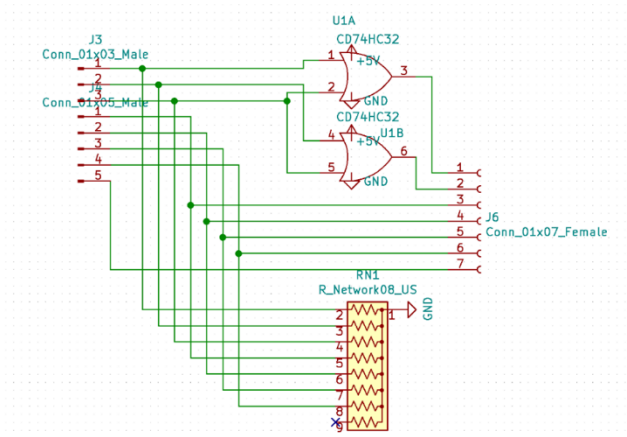 U1A
CD74HC32
J3
Conn_01x03_Male
1
2
3
+5V
GND
1
2
3
J4
Conn_01x05_Male
1
2
3
4
5
CD74HC32
U1B
+5V
4
5
6
GND
1
2
3
4
5
6
7
J6
Conn_01x07_Female
RN1
R_Network08_US
2
3
4
5
6
7
8
9
1
GND